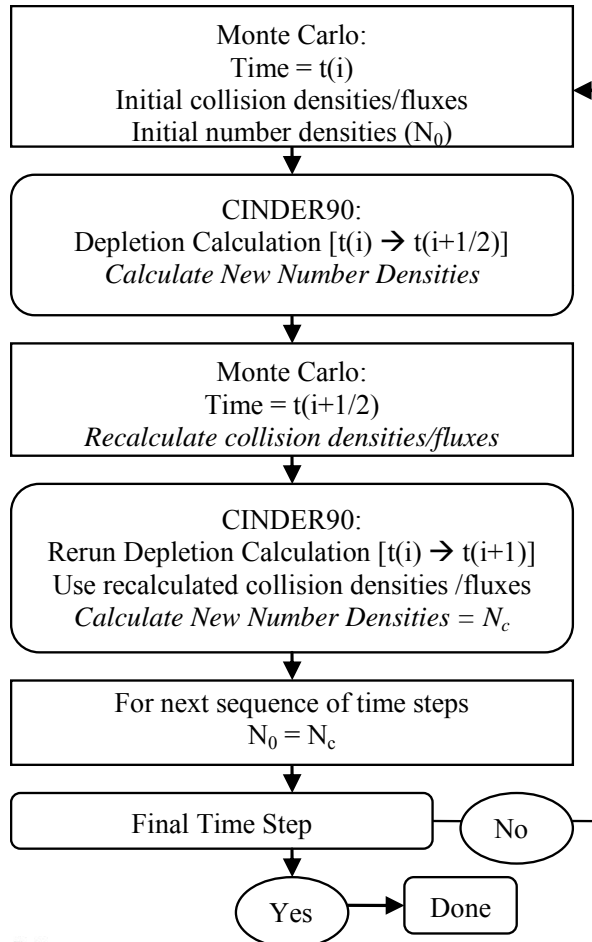 Monte Carlo:
Time = t(i)
Initial collision densities/fluxes
Initial number densities (N₀)
CINDER90:
Depletion Calculation [t(i) → t(i+1/2)]
Calculate New Number Densities
Monte Carlo:
Time = t(i+1/2)
Recalculate collision densities/fluxes
CINDER90:
Rerun Depletion Calculation [t(i) → t(i+1)]
Use recalculated collision densities /fluxes
Calculate New Number Densities = N_c
For next sequence of time steps
N₀ = N_c
Final Time Step
No
Yes
Done